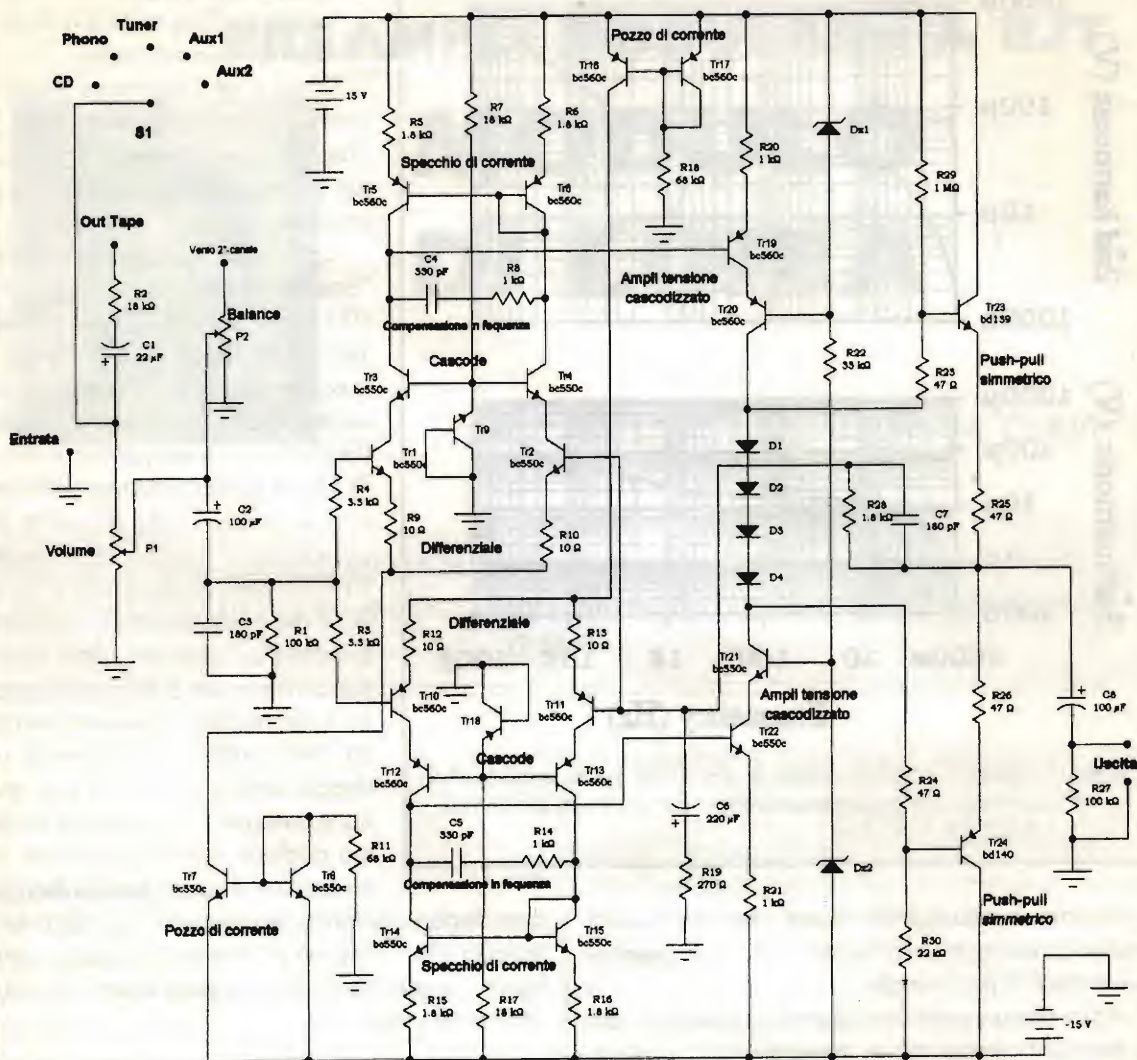 Phono
Tuner
Aux1
CD
Aux2
S1
15 V
Pozzo di corrente
Tr16
bc560c
Tr17
bc560c
R5
1.8 kΩ
R7
18 kΩ
R6
1.8 kΩ
R18
68 kΩ
R20
1 kΩ
Dz1
R29
1 MΩ
Specchio di corrente
Tr5
bc560c
Tr6
bc560c
Out Tape
Verso 2°-canale
R2
18 kΩ
C1
22 µF
Balance
P2
C4
330 pF
R8
1 kΩ
Compensazione in fequenza
Tr19
bc560c
Ampli tensione
cascodizzato
Tr20
bc560c
R22
33 kΩ
Tr23
bd139
Push-pull
simmetrico
R23
47 Ω
Cascode
Tr3
bc550c
Tr4
bc550c
Tr9
Entrata
Tr1
bc550c
Tr2
bc550c
D1
D2
D3
D4
R28
1.8 kΩ
C7
180 pF
R25
47 Ω
R4
3.3 kΩ
R9
10 Ω
R10
10 Ω
Differenziale
C2
100 µF
Volume
P1
C3
180 pF
R1
100 kΩ
R3
3.3 kΩ
Differenziale
R12
10 Ω
R13
10 Ω
Tr10
bc560c
Tr18
Tr11
bc560c
Tr21
bc550c
Ampli tensione
cascodizzato
Tr22
bc550c
R26
47 Ω
C8
100 µF
Uscita
R27
100 kΩ
Cascode
Tr12
bc560c
Tr13
bc560c
C6
220 µF
R24
47 Ω
C5
330 pF
R14
1 kΩ
Compensazione in fequenza
R19
270 Ω
R21
1 kΩ
Dz2
Tr24
bd140
Push-pull
simmetrico
R11
68 kΩ
Tr7
bc550c
Tr8
bc550c
Pozzo di corrente
Tr14
bc550c
Tr15
bc550c
Specchio di corrente
R15
1.8 kΩ
R17
18 kΩ
R16
1.8 kΩ
R30
22 kΩ
-15 V